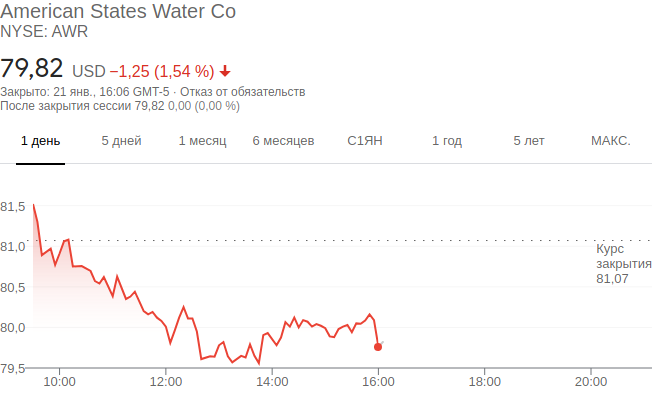 American States Water Co
NYSE: AWR
79,82 USD −1,25 (1,54 %)
Закрыто: 21 янв., 16:06 GMT-5 · Отказ от обязательств
После закрытия сессии 79,82 0,00 (0,00 %)
1 день 5 дней 1 месяц 6 месяцев С1ЯН 1 год 5 лет МАКС.
81,5
81,0
Курс
закрытия
81,07
80,5
80,0
79,5
10:00 12:00 14:00 16:00 18:00 20:00